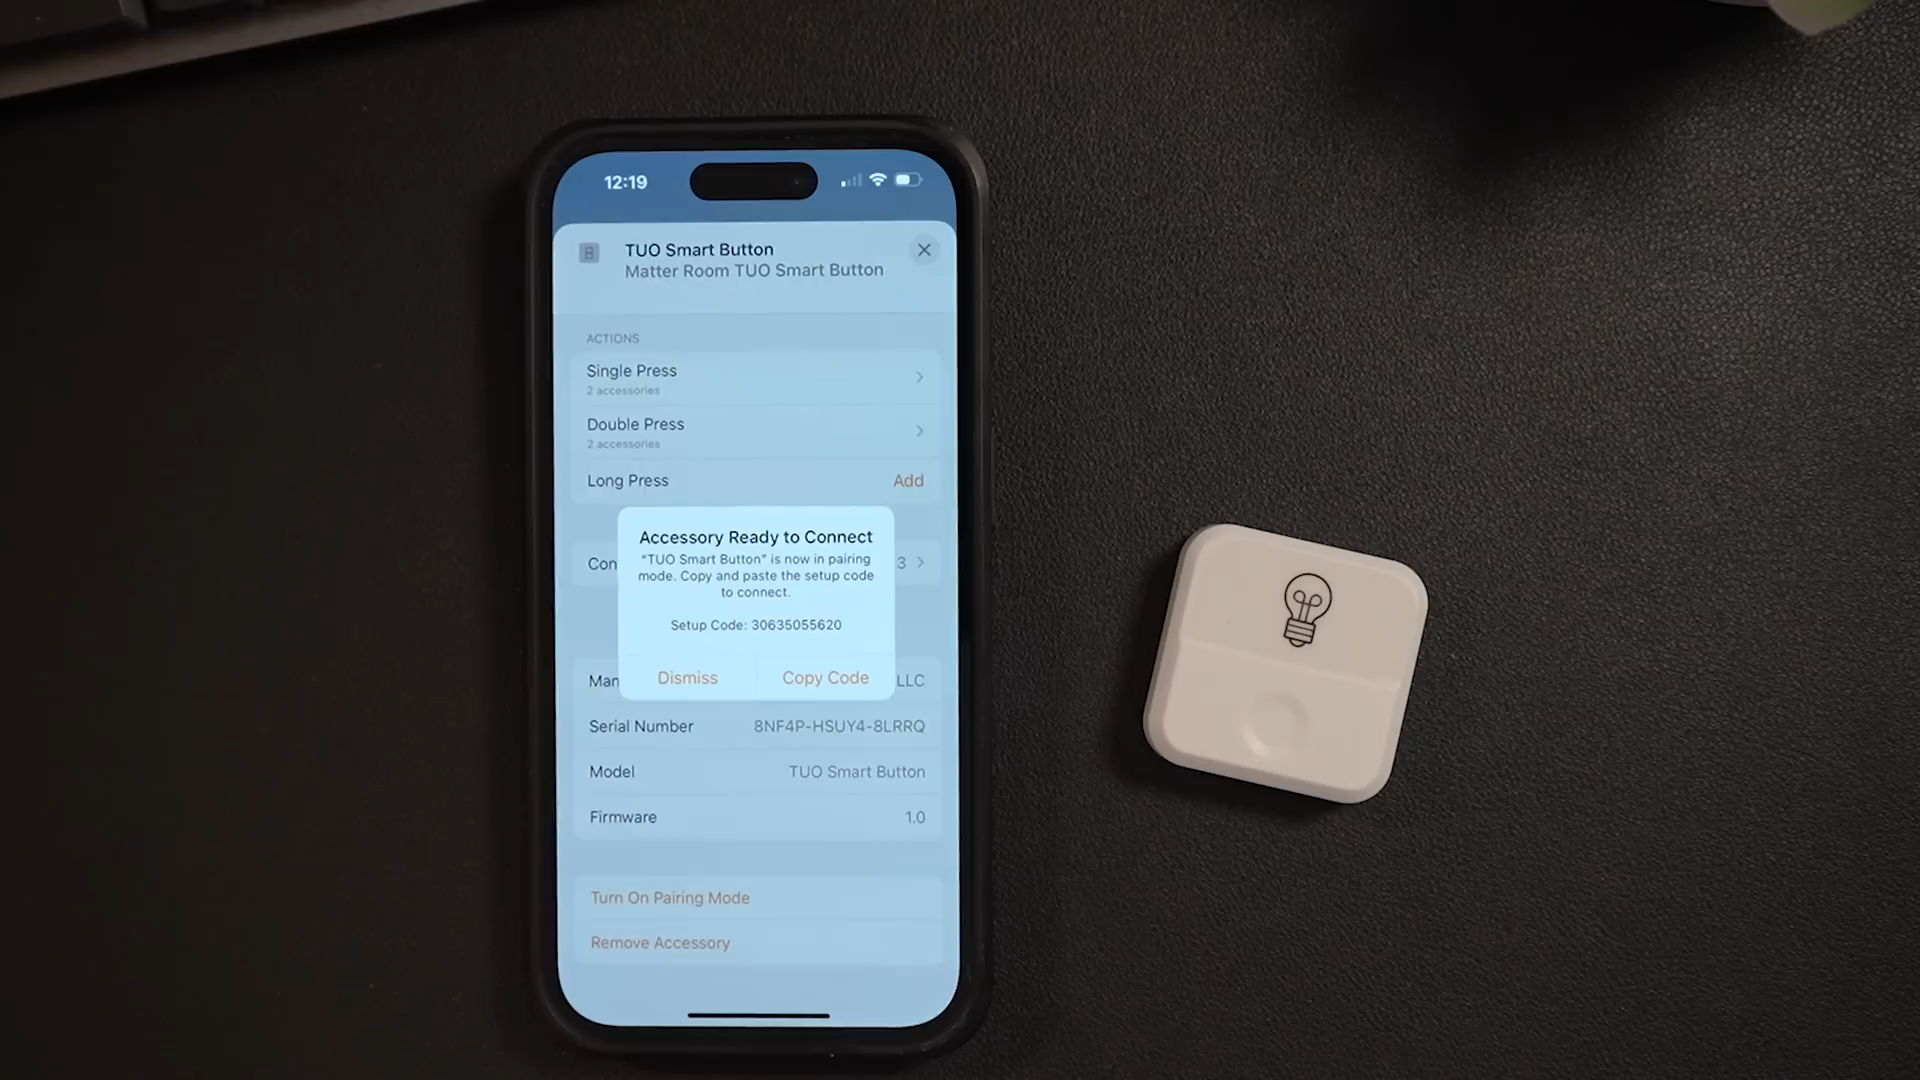 12:19
TUO Smart Button
Matter Room TUO Smart Button
ACTIONS
Single Press
2 accessories
Double Press
2 accessories
Long Press Add
Accessory Ready to Connect
"TUO Smart Button" is now in pairing
mode. Copy and paste the setup code
to connect.
Con 3
Setup Code: 30635055620
Dismiss Copy Code
Man LLC
Serial Number 8NF4P-HSUY4-8LRRQ
Model TUO Smart Button
Firmware 1.0
Turn On Pairing Mode
Remove Accessory